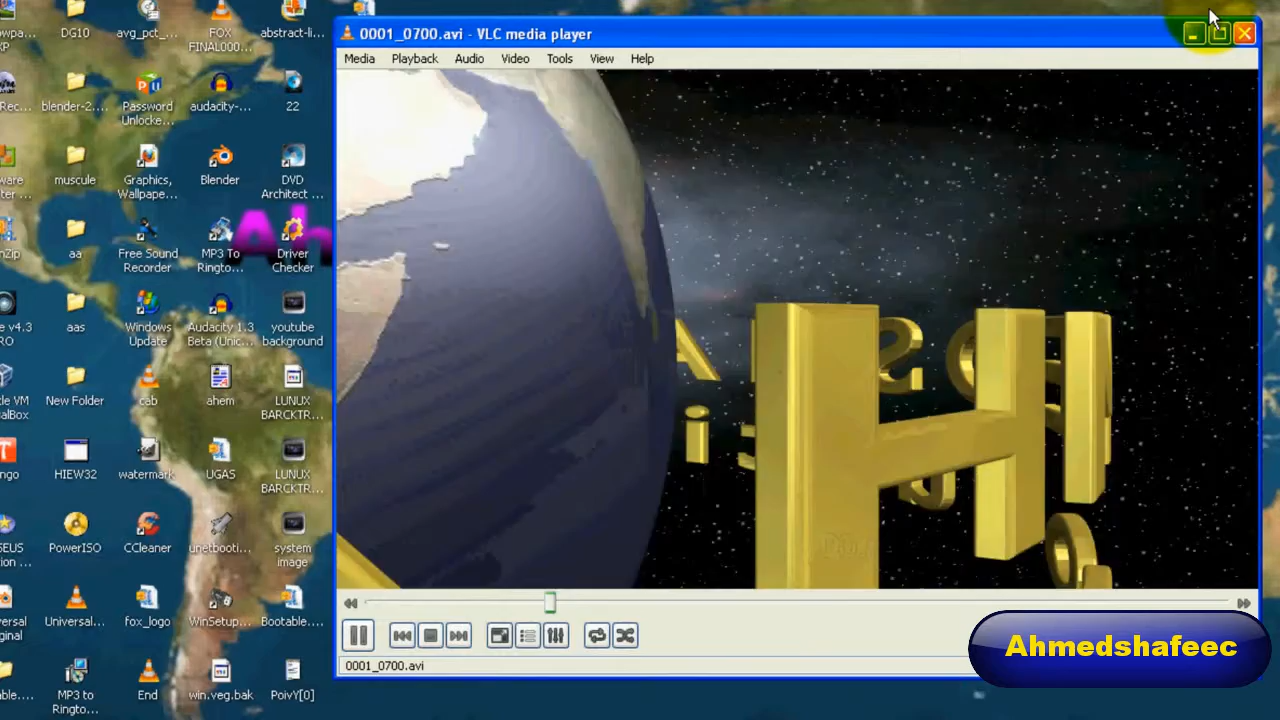 0001_0700.avi - VLC media player
Media Playback Audio Video Tools View Help
DG10
avg_pct_...
FOX
FINAL000...
abstract-li...
blender-2....
Password
Unlocke...
audacity-...
22
muscule
Graphics,
Wallpape...
Blender
DVD
Architect ...
aa
Free Sound
Recorder
MP3 To
Ringto...
Driver
Checker
Ah
aas
Windows
Update
Audacity 1.3
Beta (Unic...
youtube
background
New Folder
cab
ahem
LUNUX
BARCKTR...
HIEW32
watermark
UGAS
LUNUX
BARCKTR...
PowerISO
CCleaner
unetbooti...
system
image
Universal...
fox_logo
WinSetup...
Bootable....
MP3 to
Ringto...
End
win.veg.bak
PoivY[0]
H
0001_0700.avi
Ahmedshafeec